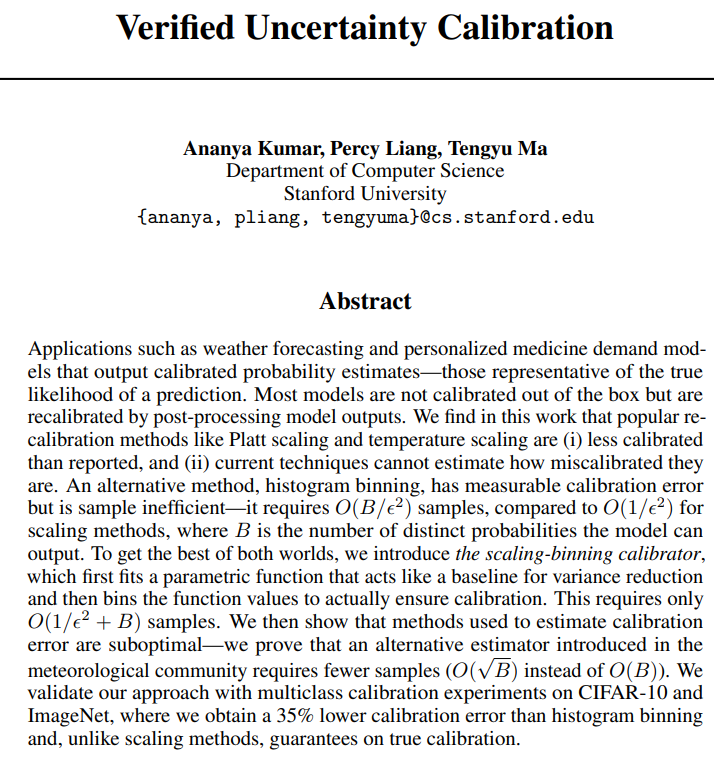 Verified Uncertainty Calibration
Ananya Kumar, Percy Liang, Tengyu Ma
Department of Computer Science
Stanford University
{ananya, pliang, tengyuma}@cs.stanford.edu
Abstract
Applications such as weather forecasting and personalized medicine demand mod-
els that output calibrated probability estimates—those representative of the true
likelihood of a prediction. Most models are not calibrated out of the box but are
recalibrated by post-processing model outputs. We find in this work that popular re-
calibration methods like Platt scaling and temperature scaling are (i) less calibrated
than reported, and (ii) current techniques cannot estimate how miscalibrated they
are. An alternative method, histogram binning, has measurable calibration error
but is sample inefficient—it requires O(B/ϵ²) samples, compared to O(1/ϵ²) for
scaling methods, where B is the number of distinct probabilities the model can
output. To get the best of both worlds, we introduce the scaling-binning calibrator,
which first fits a parametric function that acts like a baseline for variance reduction
and then bins the function values to actually ensure calibration. This requires only
O(1/ϵ² + B) samples. We then show that methods used to estimate calibration
error are suboptimal—we prove that an alternative estimator introduced in the
meteorological community requires fewer samples (O(√B) instead of O(B)). We
validate our approach with multiclass calibration experiments on CIFAR-10 and
ImageNet, where we obtain a 35% lower calibration error than histogram binning
and, unlike scaling methods, guarantees on true calibration.